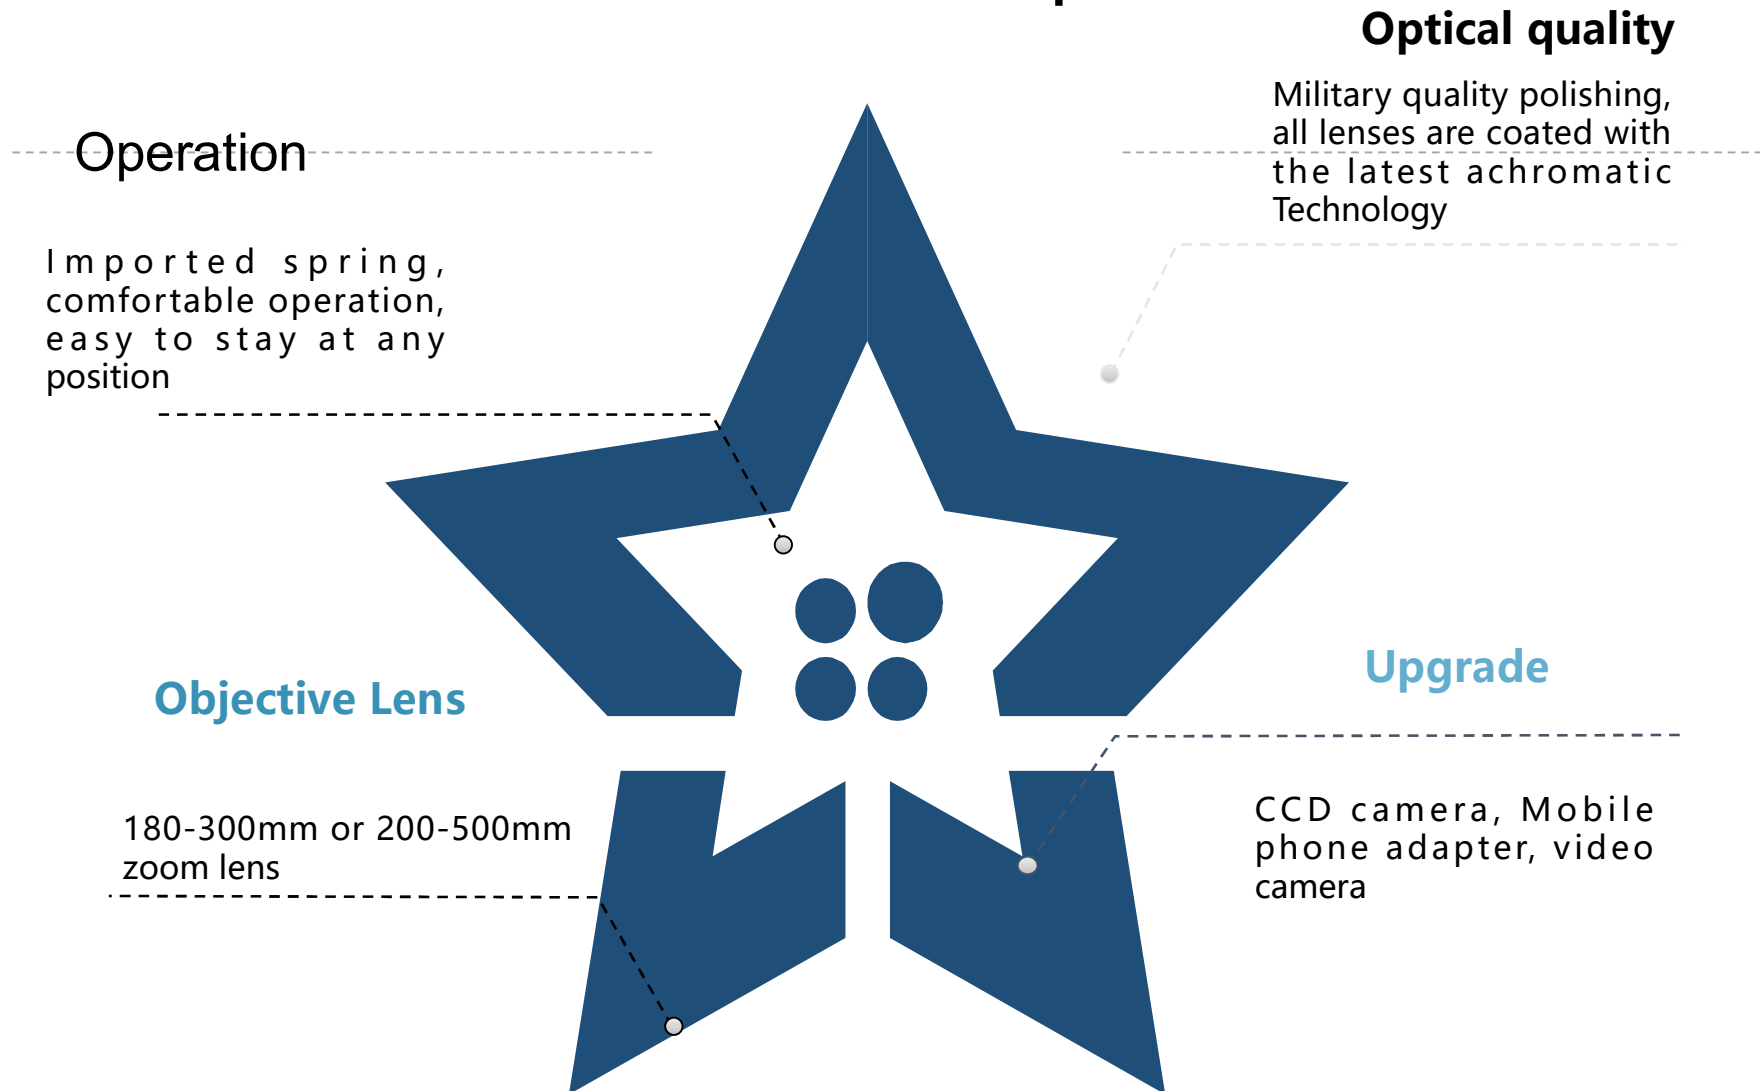 Optical quality
Military quality polishing,
all lenses are coated with
the latest achromatic
Technology
Operation
Imported spring,
comfortable operation,
easy to stay at any
position
Objective Lens
180-300mm or 200-500mm
zoom lens
Upgrade
CCD camera, Mobile
phone adapter, video
camera